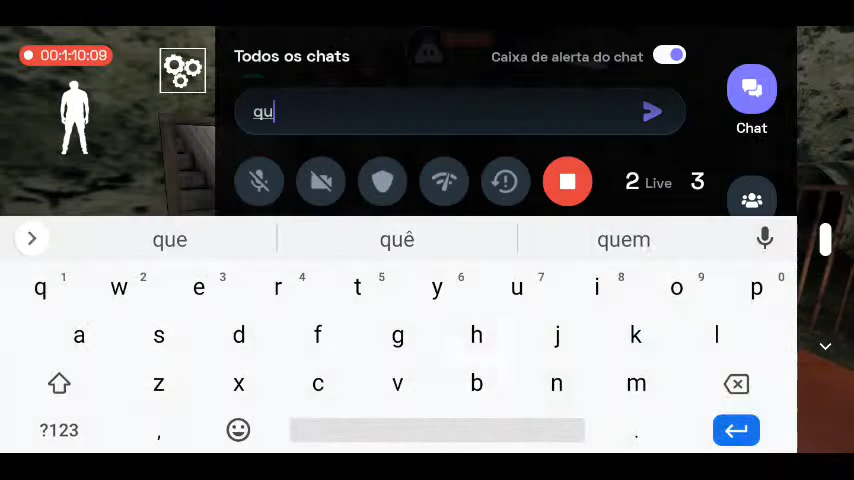 00:1:10:09
Todos os chats
Caixa de alerta do chat
qu
Chat
2 Live 3
que quê quem
q 1 w 2 e 3 r 4 t 5 y 6 u 7 i 8 o 9 p 0
a s d f g h j k l
z x c v b n m
?123 , .